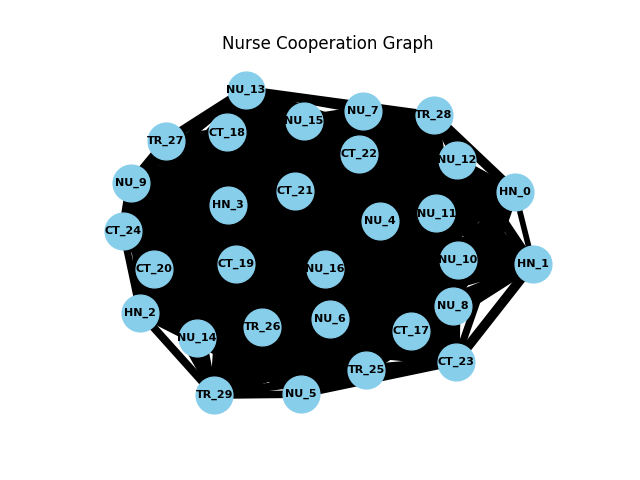 Nurse Cooperation Graph
NU_13
NU_7
TR_28
NU_15
CT_18
TR_27
CT_22
NU_12
NU_9
CT_21
HN_0
HN_3
NU_11
NU_4
CT_24
NU_10
CT_19
HN_1
CT_20
NU_16
NU_8
HN_2
NU_6
TR_26
CT_17
NU_14
CT_23
TR_25
NU_5
TR_29